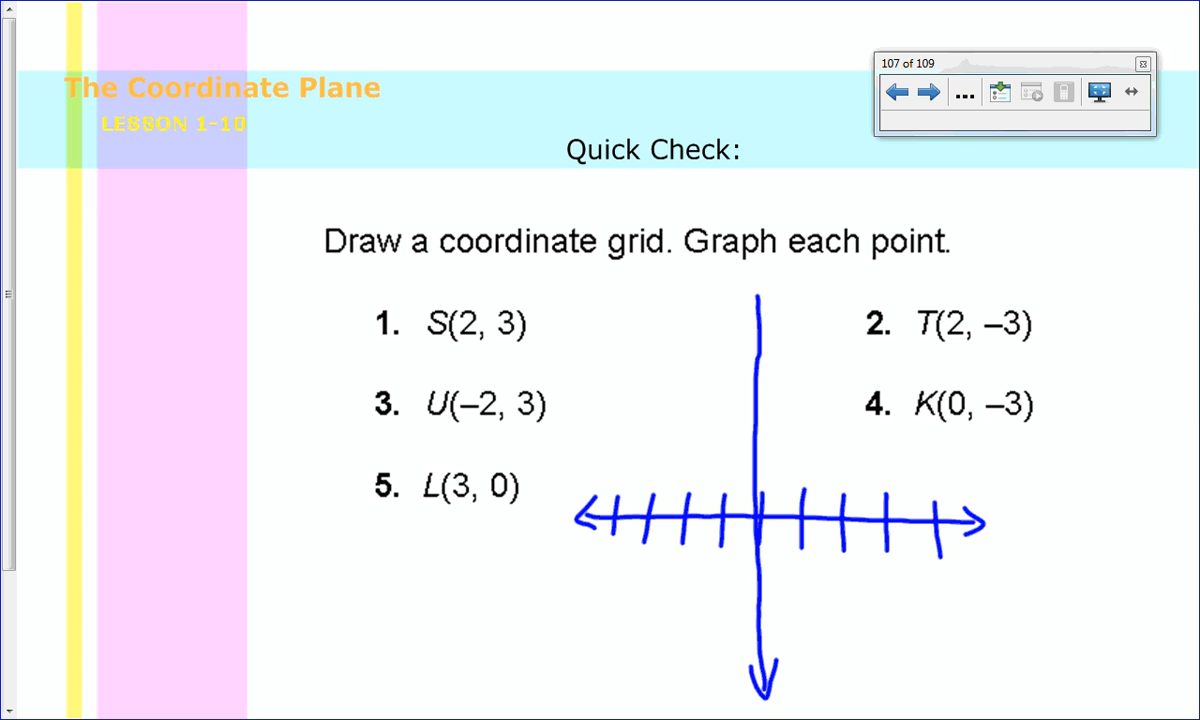 107 of 109
The Coordinate Plane
LESSON 1-10
Quick Check:
Draw a coordinate grid. Graph each point.
1. S(2, 3)
2. T(2, –3)
3. U(–2, 3)
4. K(0, –3)
5. L(3, 0)